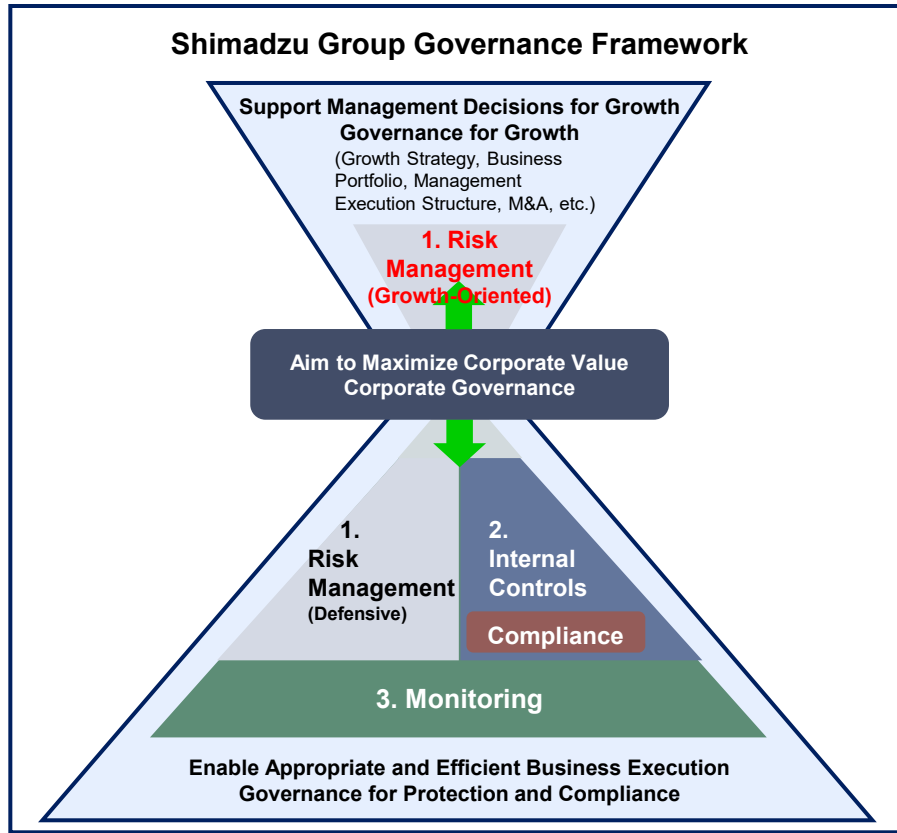 Shimadzu Group Governance Framework
Support Management Decisions for Growth
Governance for Growth
(Growth Strategy, Business
Portfolio, Management
Execution Structure, M&A, etc.)
1. Risk
Management
(Growth-Oriented)
Aim to Maximize Corporate Value
Corporate Governance
1.
Risk
Management
(Defensive)
2.
Internal
Controls
Compliance
3. Monitoring
Enable Appropriate and Efficient Business Execution
Governance for Protection and Compliance